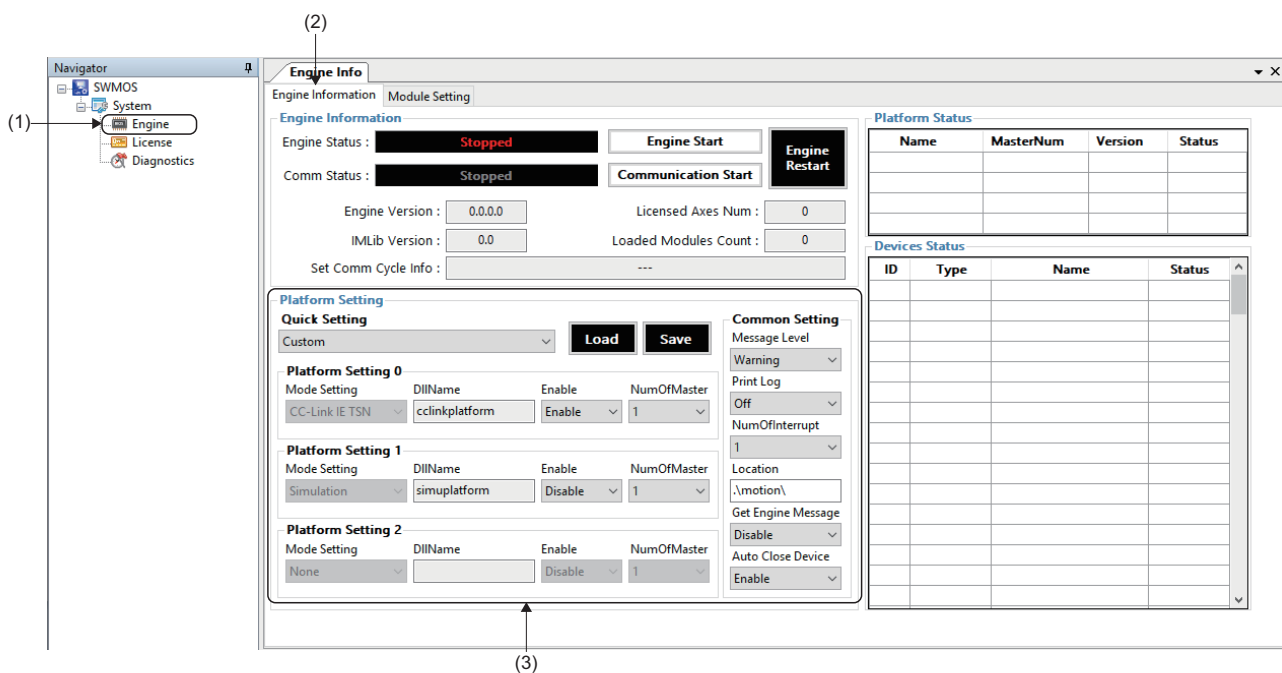 (2)
Navigator
SWMOS
System
(1)
Engine
License
Diagnostics
Engine Info
Engine Information Module Setting
Engine Information
Engine Status : Stopped Engine Start
Engine Restart
Comm Status : Stopped Communication Start
Engine Version : 0.0.0.0 Licensed Axes Num : 0
IMLib Version : 0.0 Loaded Modules Count : 0
Set Comm Cycle Info : ---
Platform Setting
Quick Setting
Custom Load Save
Platform Setting 0
Mode Setting DllName Enable NumOfMaster
CC-Link IE TSN cclinkplatform Enable 1
Platform Setting 1
Mode Setting DllName Enable NumOfMaster
Simulation simuplatform Disable 1
Platform Setting 2
Mode Setting DllName Enable NumOfMaster
None Disable 1
Common Setting
Message Level
Warning
Print Log
Off
NumOfInterrupt
1
Location
.\motion\
Get Engine Message
Disable
Auto Close Device
Enable
Platform Status
Name MasterNum Version Status
Devices Status
ID Type Name Status
(3)